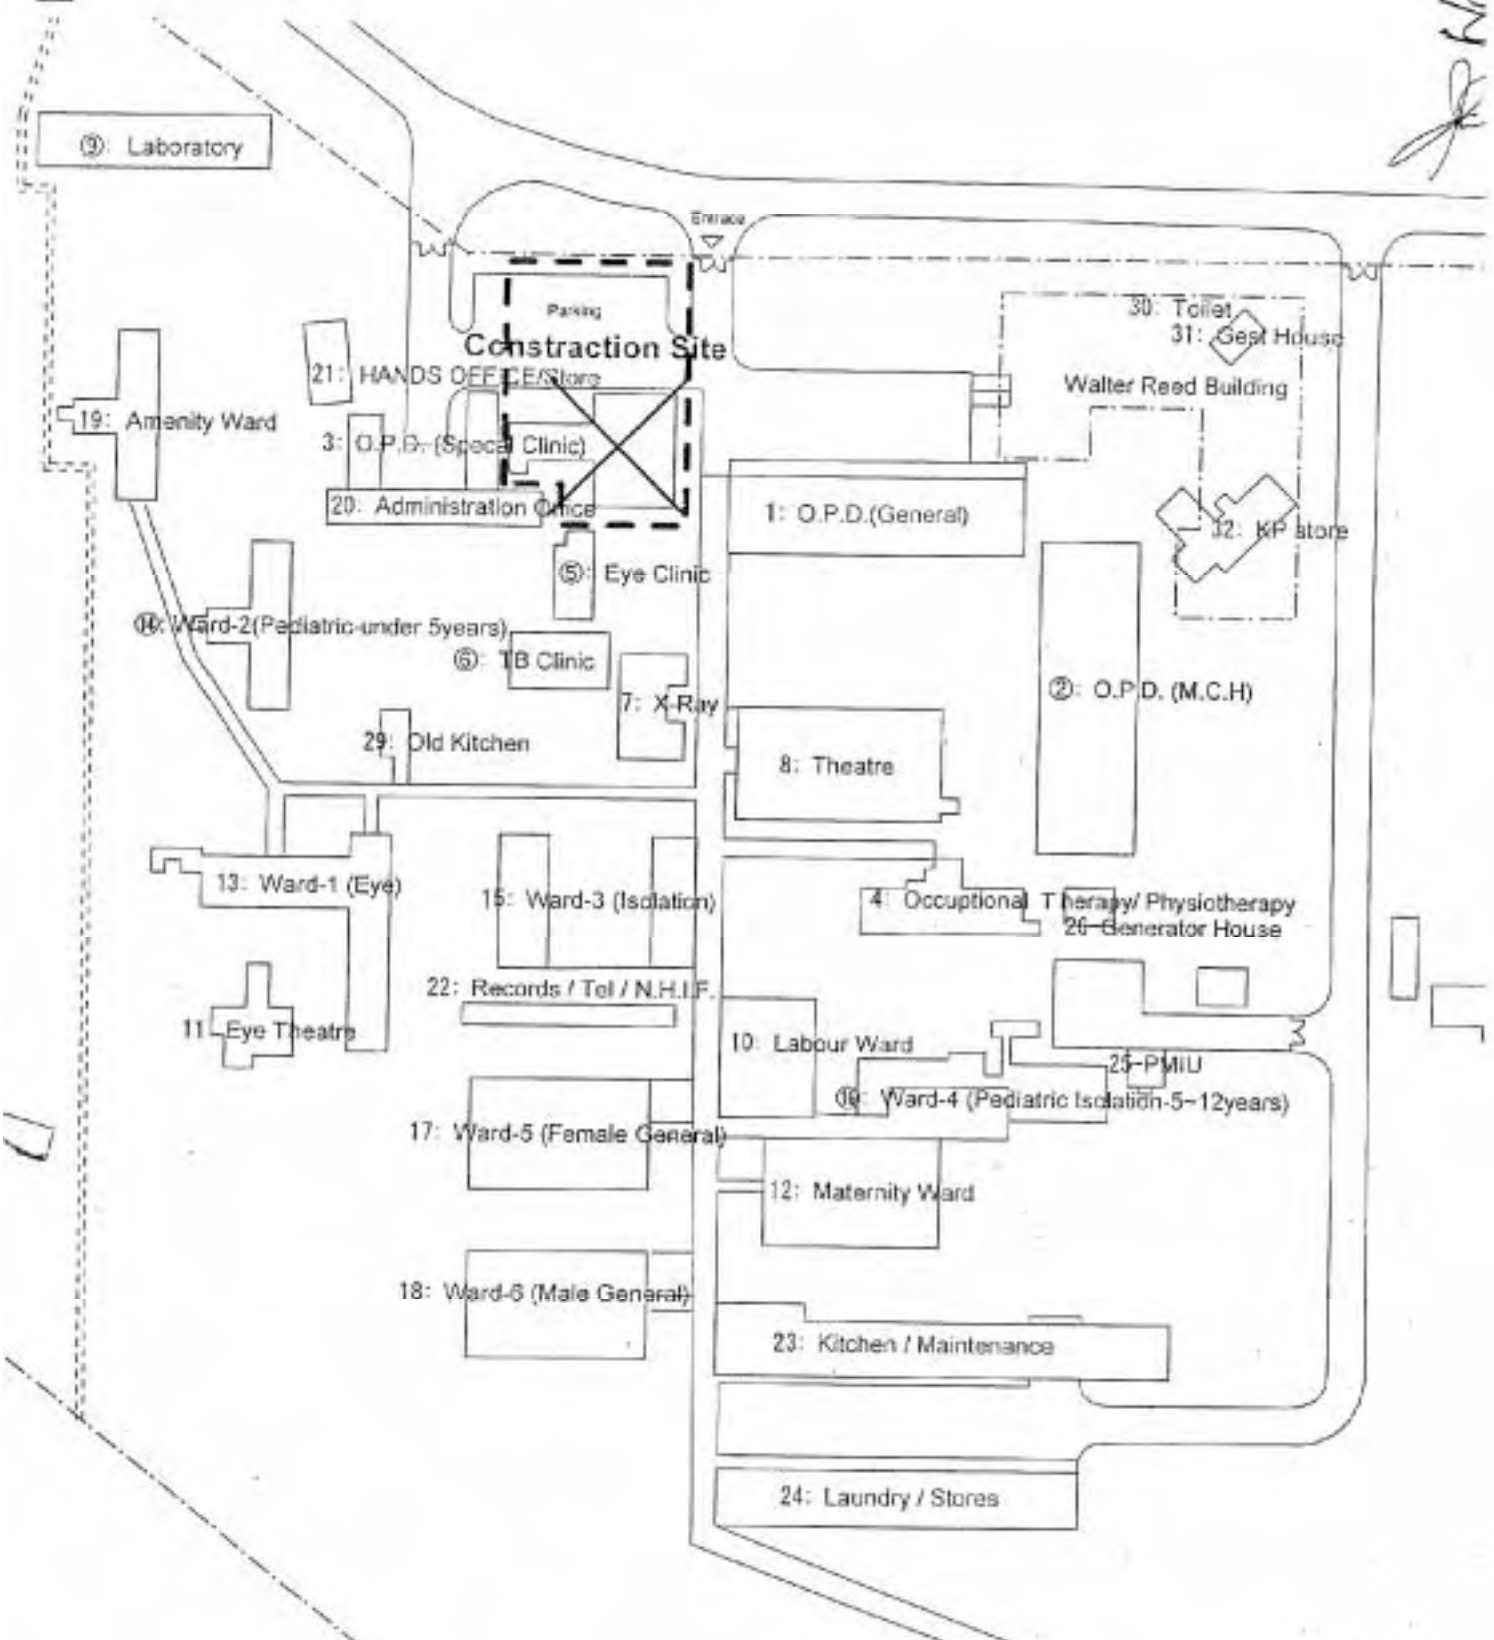 ⑨: Laboratory
Entrace
Parking
Constraction Site
30: Toilet
31: Gest House
Walter Reed Building
21: HANDS OFFICE/Store
19: Amenity Ward
3: O.P.D. (Specal Clinic)
20: Administration Office
1: O.P.D.(General)
32: KP store
⑤: Eye Clinic
⑭: Ward-2(Pediatric-under 5years)
⑥: TB Clinic
7: X-Ray
②: O.P.D. (M.C.H)
29: Old Kitchen
8: Theatre
13: Ward-1 (Eye)
15: Ward-3 (Isolation)
4: Occuptional Therapy/ Physiotherapy
26 Generator House
22: Records / Tel / N.H.I.F.
11 Eye Theatre
10: Labour Ward
25 PMIU
Ward-4 (Pediatric Isolation-5~12years)
17: Ward-5 (Female General)
12: Maternity Ward
18: Ward-6 (Male General)
23: Kitchen / Maintenance
24: Laundry / Stores